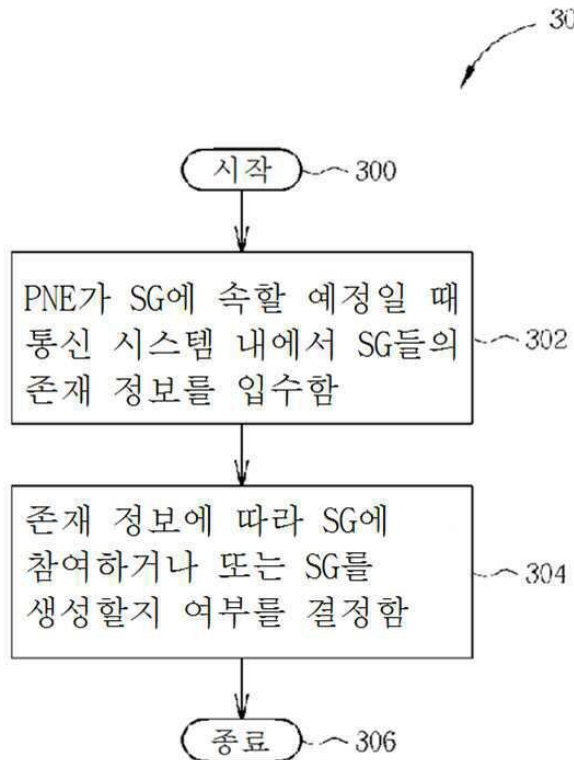 30
시작
300
PNE가 SG에 속할 예정일 때
통신 시스템 내에서 SG들의
존재 정보를 입수함
302
존재 정보에 따라 SG에
참여하거나 또는 SG를
생성할지 여부를 결정함
304
종료
306